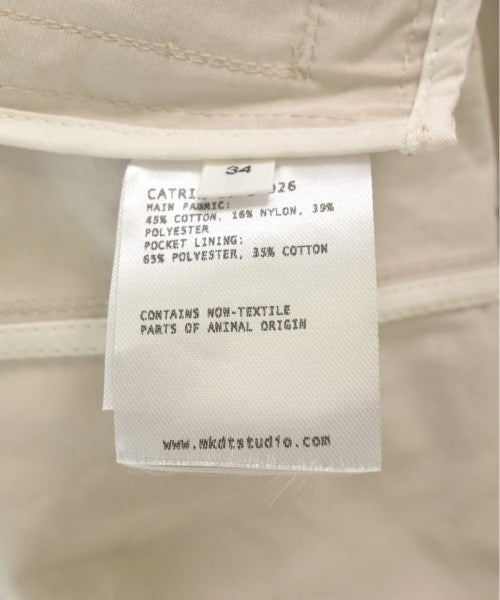 34
CATRI
026
MAIN FABRIC:
45% COTTON, 16% NYLON, 39%
POLYESTER
POCKET LINING:
65% POLYESTER, 35% COTTON
CONTAINS NON-TEXTILE
PARTS OF ANIMAL ORIGIN
www.mkdtstudio.com